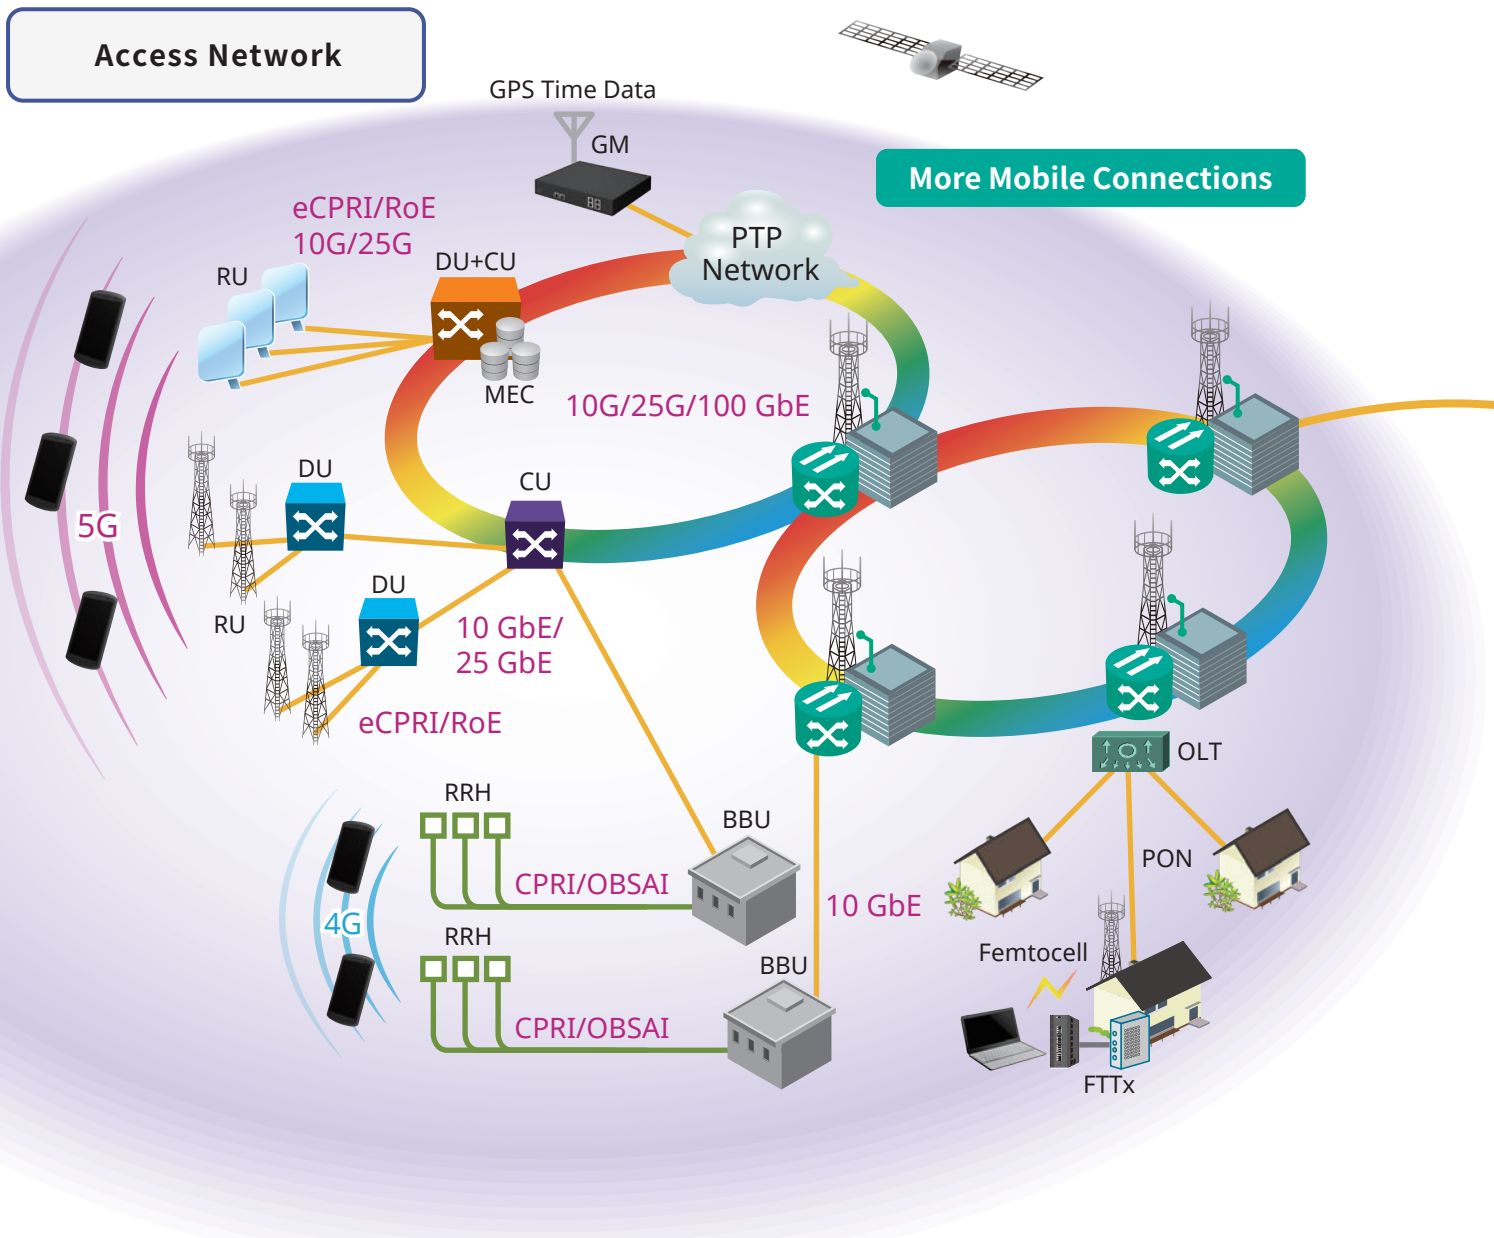 Access Network
GPS Time Data
GM
More Mobile Connections
eCPRI/RoE
10G/25G
PTP
Network
DU+CU
RU
MEC
10G/25G/100 GbE
DU
CU
5G
DU
RU
10 GbE/
25 GbE
eCPRI/RoE
OLT
RRH
BBU
PON
CPRI/OBSAI
10 GbE
4G
RRH
Femtocell
BBU
CPRI/OBSAI
FTTx